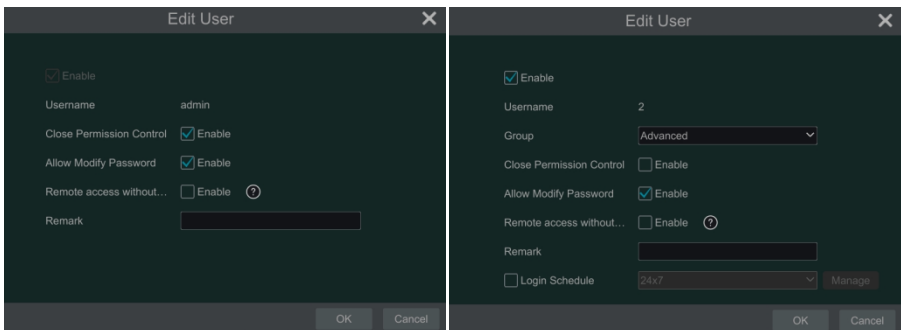 Edit User
Enable
Username admin
Close Permission Control Enable
Allow Modify Password Enable
Remote access without... Enable ?
Remark
OK Cancel
Edit User
Enable
Username 2
Group Advanced
Close Permission Control Enable
Allow Modify Password Enable
Remote access without... Enable ?
Remark
Login Schedule 24x7 Manage
OK Cancel